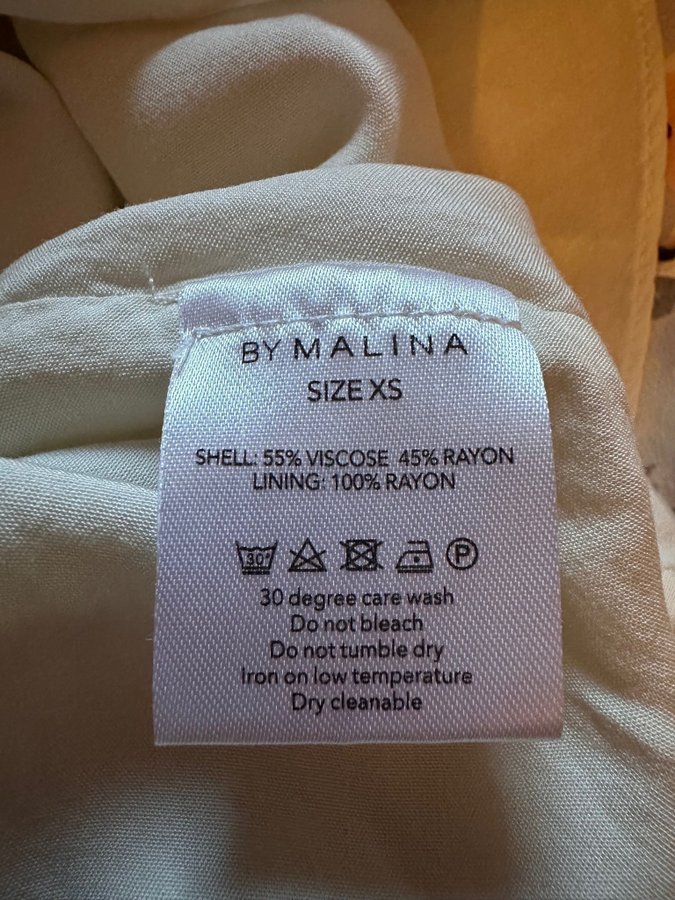 BY MALINA
SIZE XS
SHELL: 55% VISCOSE 45% RAYON
LINING: 100% RAYON
30° P
30 degree care wash
Do not bleach
Do not tumble dry
Iron on low temperature
Dry cleanable